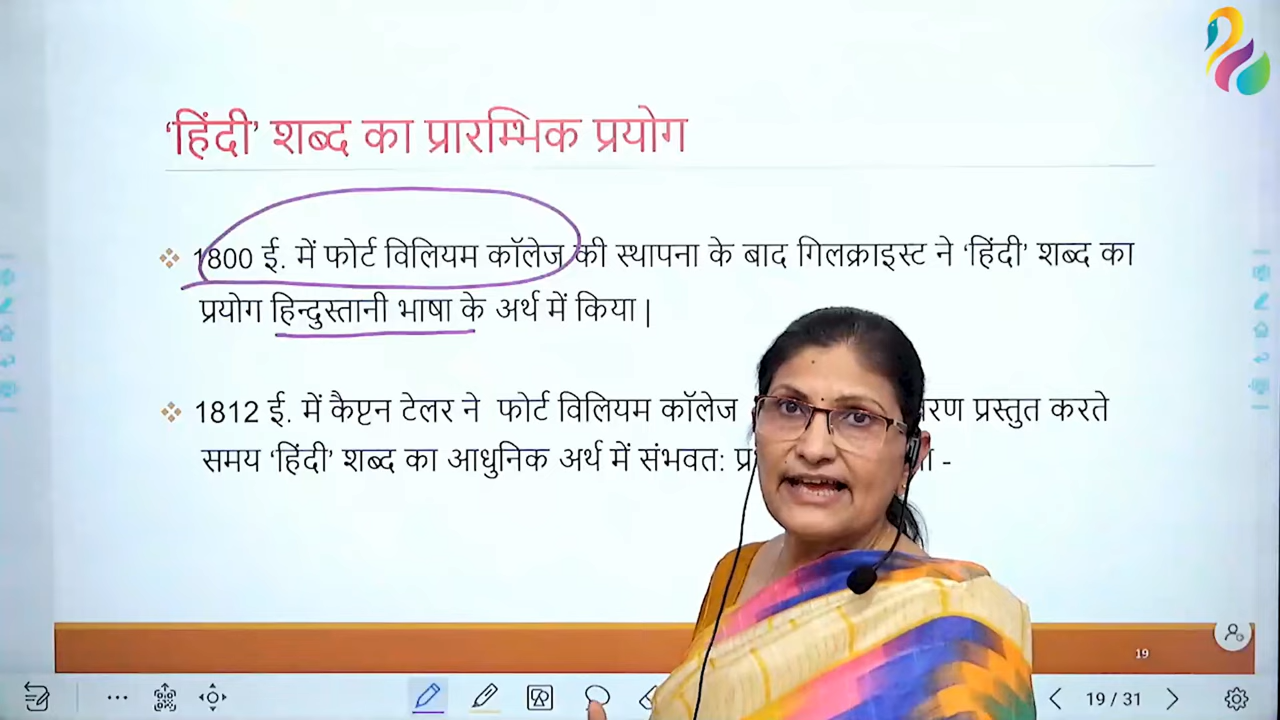 ‘हिंदी’ शब्द का प्रारम्भिक प्रयोग
1800 ई. में फोर्ट विलियम कॉलेज की स्थापना के बाद गिलक्राइस्ट ने ‘हिंदी’ शब्द का
प्रयोग हिन्दुस्तानी भाषा के अर्थ में किया |
1812 ई. में कैप्टन टेलर ने फोर्ट विलियम कॉलेज प्रस्तुत करते
समय ‘हिंदी’ शब्द का आधुनिक अर्थ में संभवत: -
19
19 / 31